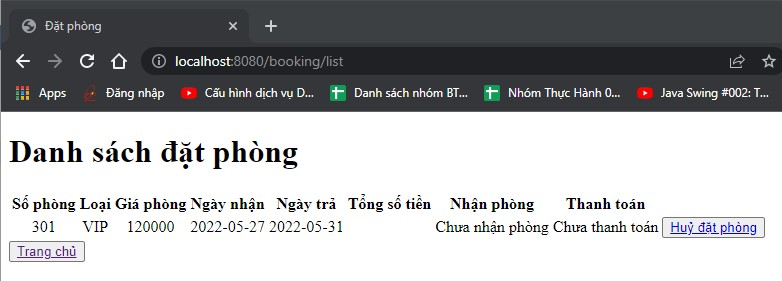 Đặt phòng
localhost:8080/booking/list
Apps Đăng nhập Cấu hình dịch vụ D... Danh sách nhóm BT... Nhóm Thực Hành 0... Java Swing #002: T...
Danh sách đặt phòng
Số phòng Loại Giá phòng Ngày nhận Ngày trả Tổng số tiền Nhận phòng Thanh toán
301 VIP 120000 2022-05-27 2022-05-31 Chưa nhận phòng Chưa thanh toán Huỷ đặt phòng
Trang chủ